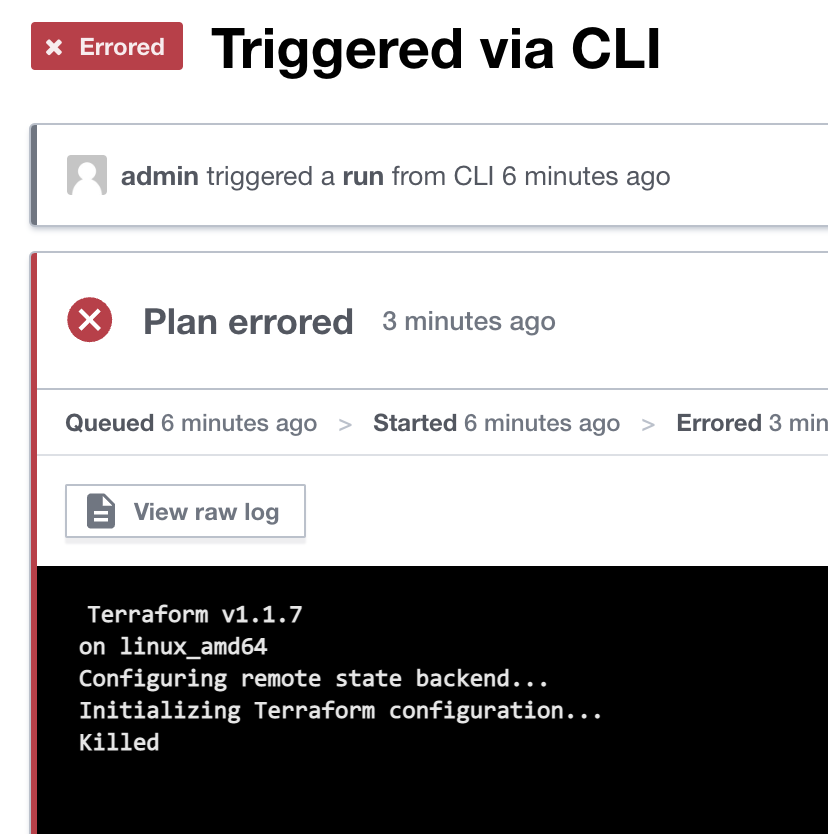 Errored
Triggered via CLI
admin triggered a run from CLI 6 minutes ago
Plan errored 3 minutes ago
Queued 6 minutes ago > Started 6 minutes ago > Errored 3 min
View raw log
Terraform v1.1.7
on linux_amd64
Configuring remote state backend...
Initializing Terraform configuration...
Killed